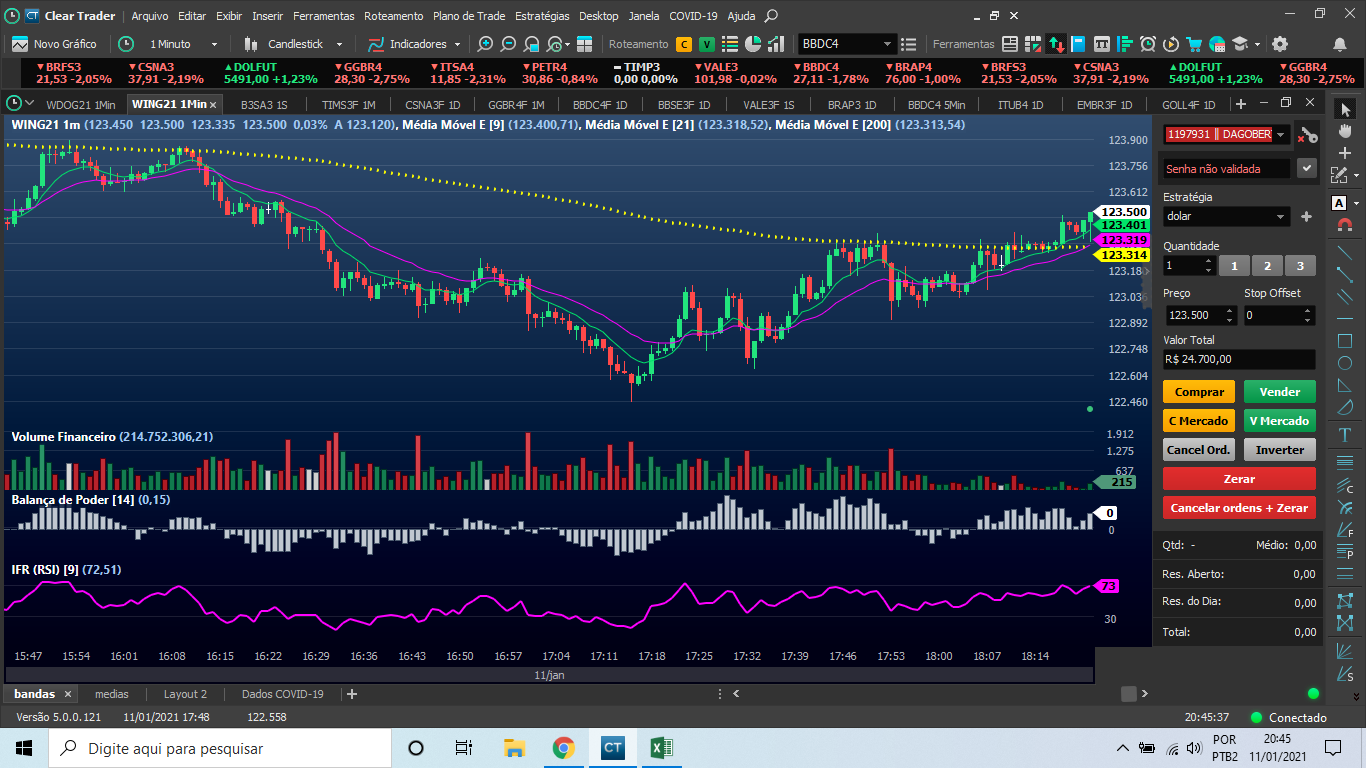 CT Clear Trader Arquivo Editar Exibir Inserir Ferramentas Roteamento Plano de Trade Estratégias Desktop Janela COVID-19 Ajuda
Novo Gráfico 1 Minuto Candlestick Indicadores Roteamento C V BBDC4 Ferramentas
BRFS3 CSNA3 DOLFUT GGBR4 ITSA4 PETR4 TIMP3 VALE3 BBDC4 BRAP4 BRFS3 CSNA3 DOLFUT GGBR4
21,53 -2,05% 37,91 -2,19% 5491,00 +1,23% 28,30 -2,75% 11,85 -2,31% 30,86 -0,84% 0,00 0,00% 101,98 -0,02% 27,11 -1,78% 76,00 -1,00% 21,53 -2,05% 37,91 -2,19% 5491,00 +1,23% 28,30 -2,75%
WDOG21 1Min WING21 1Min x B3SA3 1S TIMS3F 1M CSNA3F 1D GGBR4F 1M BBDC4F 1D BBSE3F 1D VALE3F 1S BRAP3 1D BBDC4 5Min ITUB4 1D EMBR3F 1D GOLL4F 1D
WING21 1m (123.450 123.500 123.335 123.500 0,03% A 123.120), Média Móvel E [9] (123.400,71), Média Móvel E [21] (123.318,52), Média Móvel E [200] (123.313,54)
123.900
123.756
123.612
123.500
123.401
123.319
123.314
123.18
123.036
122.892
122.748
122.604
122.460
Volume Financeiro (214.752.306,21)
1.912
1.275
637
215
Balança de Poder [14] (0,15)
0
0
IFR (RSI) [9] (72,51)
73
30
15:47 15:54 16:01 16:08 16:15 16:22 16:29 16:36 16:43 16:50 16:57 17:04 17:11 17:18 17:25 17:32 17:39 17:46 17:53 18:00 18:07 18:14
11/jan
1197931 || DAGOBER
Senha não validada
Estratégia
dolar
Quantidade
1 1 2 3
Preço Stop Offset
123.500 0
Valor Total
R$ 24.700,00
Comprar Vender
C Mercado V Mercado
Cancel Ord. Inverter
Zerar
Cancelar ordens + Zerar
Qtd: - Médio: 0,00
Res. Aberto: 0,00
Res. do Dia: 0,00
Total: 0,00
A
T
C
F
P
S
bandas x medias Layout 2 Dados COVID-19
Versão 5.0.0.121 11/01/2021 17:48 122.558 20:45:37 Conectado
Digite aqui para pesquisar CT POR 20:45
PTB2 11/01/2021